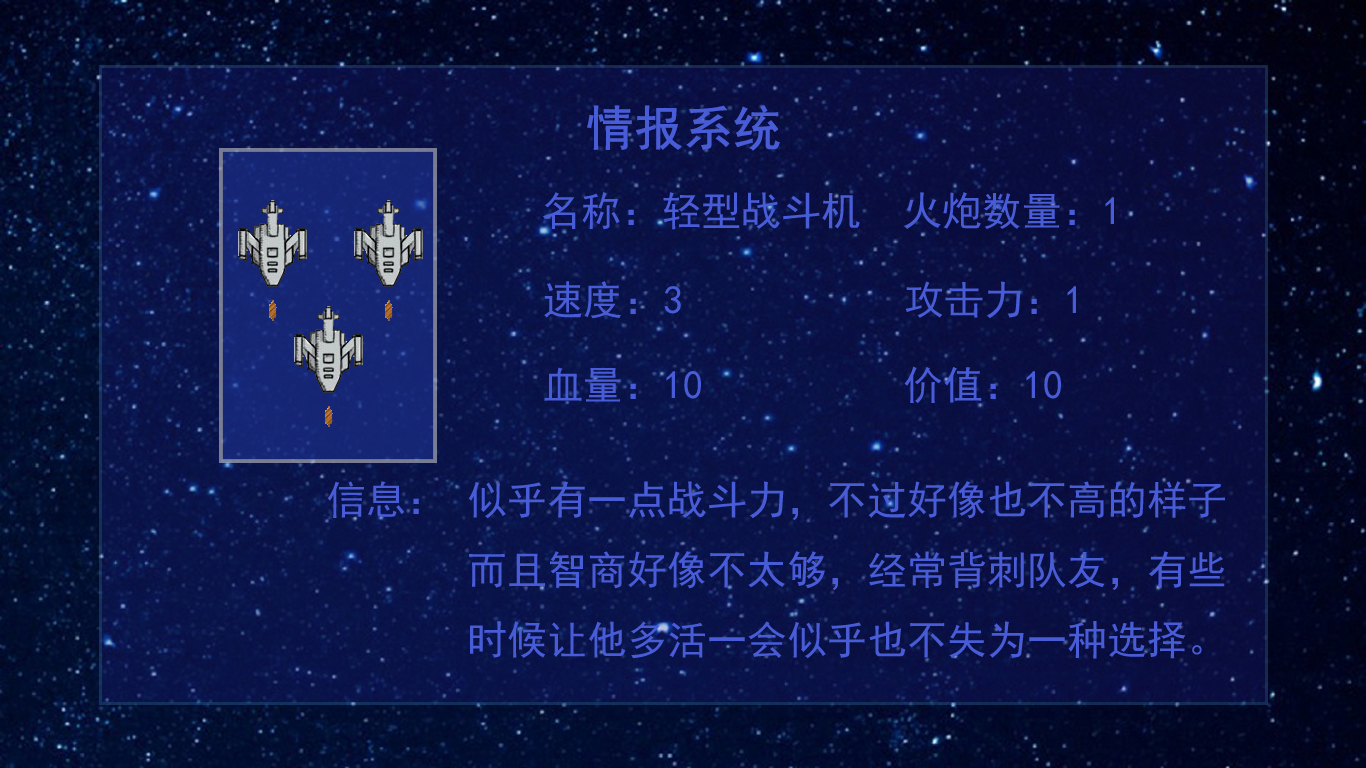 情报系统
名称：轻型战斗机 火炮数量：1
速度：3 攻击力：1
血量：10 价值：10
信息： 似乎有一点战斗力，不过好像也不高的样子
而且智商好像不太够，经常背刺队友，有些
时候让他多活一会似乎也不失为一种选择。